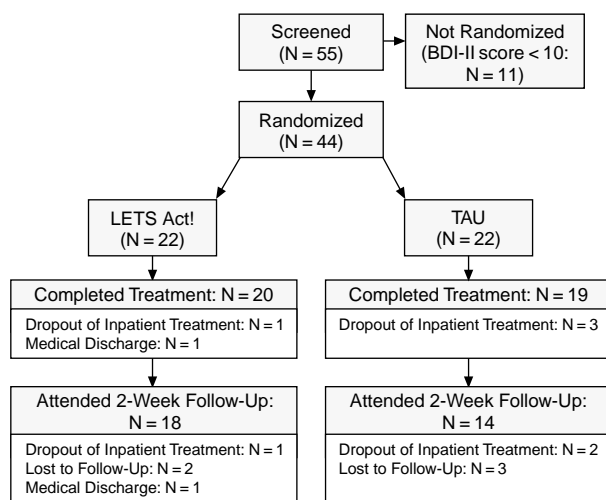 Screened
(N = 55)
Not Randomized
(BDI-II score < 10:
N = 11)
Randomized
(N = 44)
LETS Act!
(N = 22)
TAU
(N = 22)
Completed Treatment: N = 20
Dropout of Inpatient Treatment: N = 1
Medical Discharge: N = 1
Completed Treatment: N = 19
Dropout of Inpatient Treatment: N = 3
Attended 2-Week Follow-Up:
N = 18
Dropout of Inpatient Treatment: N = 1
Lost to Follow-Up: N = 2
Medical Discharge: N = 1
Attended 2-Week Follow-Up:
N = 14
Dropout of Inpatient Treatment: N = 2
Lost to Follow-Up: N = 3